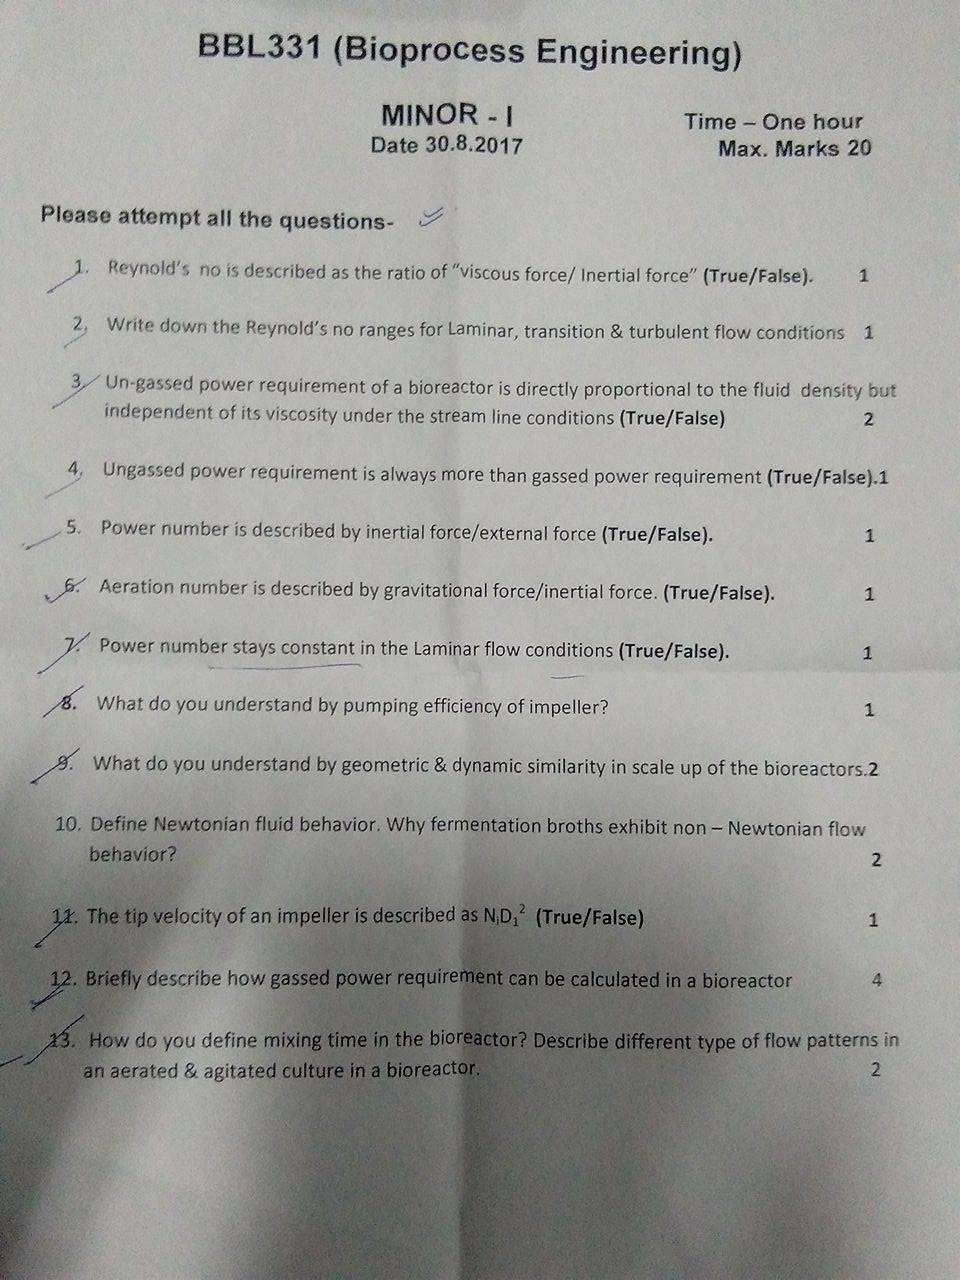 BBL331 (Bioprocess Engineering)
MINOR - I
Date 30.8.2017
Time – One hour
Max. Marks 20
Please attempt all the questions-
1. Reynold's no is described as the ratio of "viscous force/ Inertial force" (True/False). 1
2, Write down the Reynold's no ranges for Laminar, transition & turbulent flow conditions 1
3. Un-gassed power requirement of a bioreactor is directly proportional to the fluid density but
independent of its viscosity under the stream line conditions (True/False) 2
4. Ungassed power requirement is always more than gassed power requirement (True/False).1
5. Power number is described by inertial force/external force (True/False). 1
6. Aeration number is described by gravitational force/inertial force. (True/False). 1
7. Power number stays constant in the Laminar flow conditions (True/False). 1
8. What do you understand by pumping efficiency of impeller? 1
9. What do you understand by geometric & dynamic similarity in scale up of the bioreactors.2
10. Define Newtonian fluid behavior. Why fermentation broths exhibit non – Newtonian flow
behavior? 2
11. The tip velocity of an impeller is described as NᵢD₁² (True/False) 1
12. Briefly describe how gassed power requirement can be calculated in a bioreactor 4
13. How do you define mixing time in the bioreactor? Describe different type of flow patterns in
an aerated & agitated culture in a bioreactor. 2